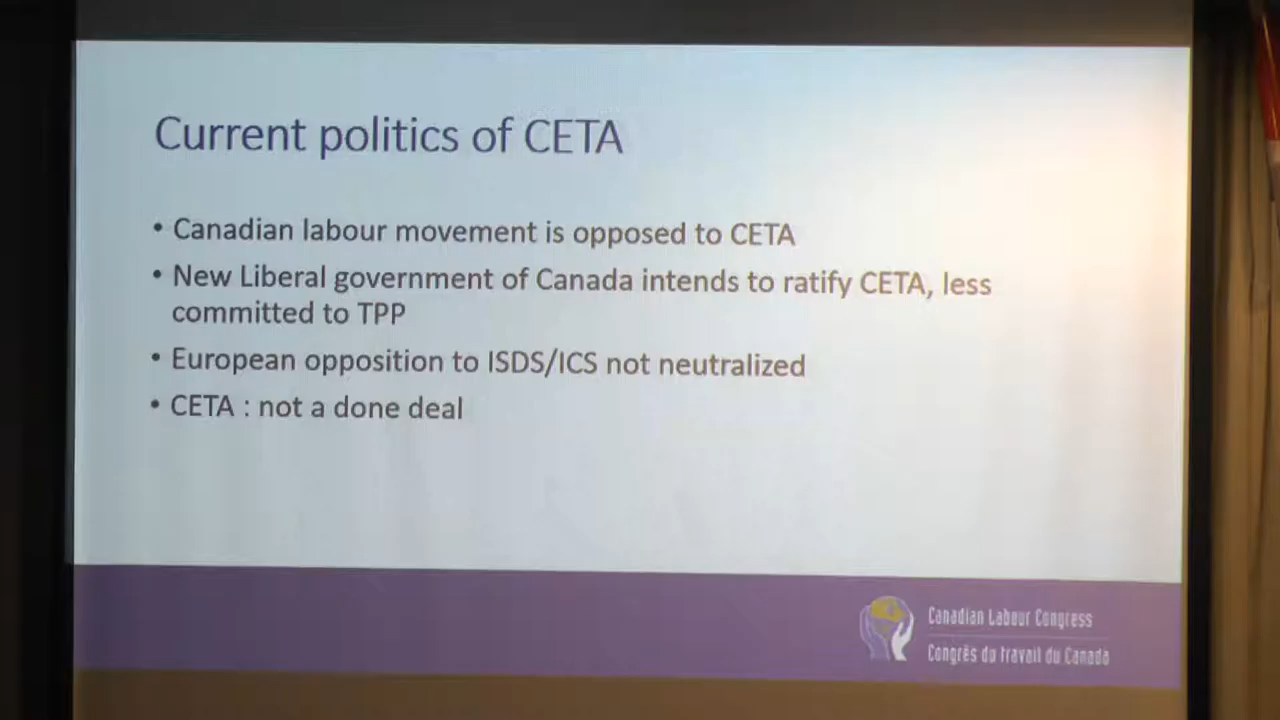 Current politics of CETA
• Canadian labour movement is opposed to CETA
• New Liberal government of Canada intends to ratify CETA, less
committed to TPP
• European opposition to ISDS/ICS not neutralized
• CETA : not a done deal
Canadian Labour Congress
Congrès du travail du Canada